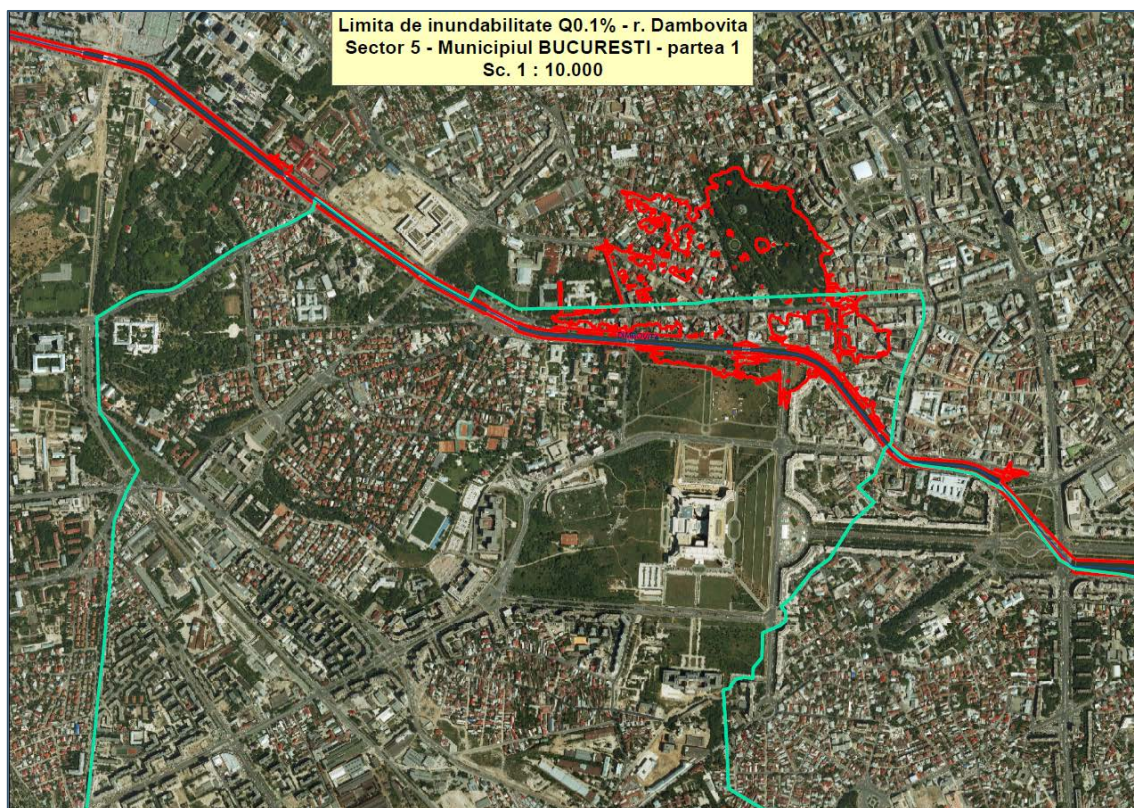 Limita de inundabilitate Q0.1% - r. Dambovita
Sector 5 - Municipiul BUCURESTI - partea 1
Sc. 1 : 10.000